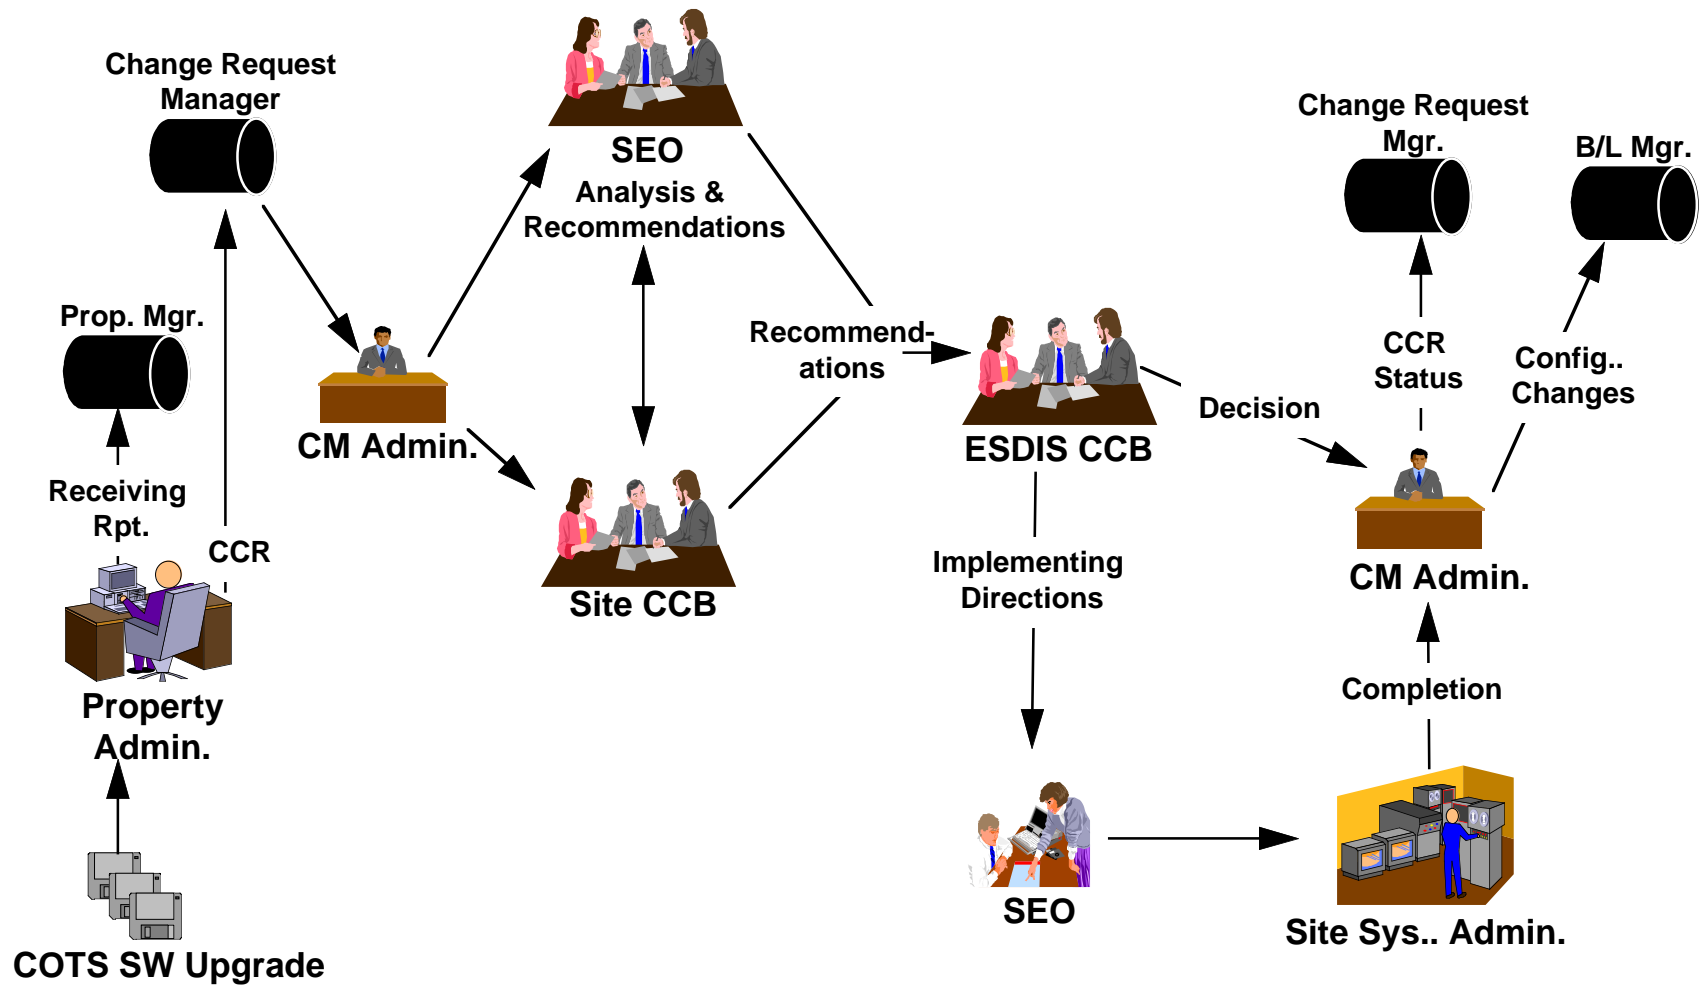 Change Request
Manager
Prop. Mgr.
Receiving
Rpt.
CCR
Property
Admin.
COTS SW Upgrade
CM Admin.
SEO
Analysis &
Recommendations
Site CCB
Recommend-
ations
ESDIS CCB
Implementing
Directions
SEO
Decision
Change Request
Mgr.
B/L Mgr.
CCR
Status
Config..
Changes
CM Admin.
Completion
Site Sys.. Admin.